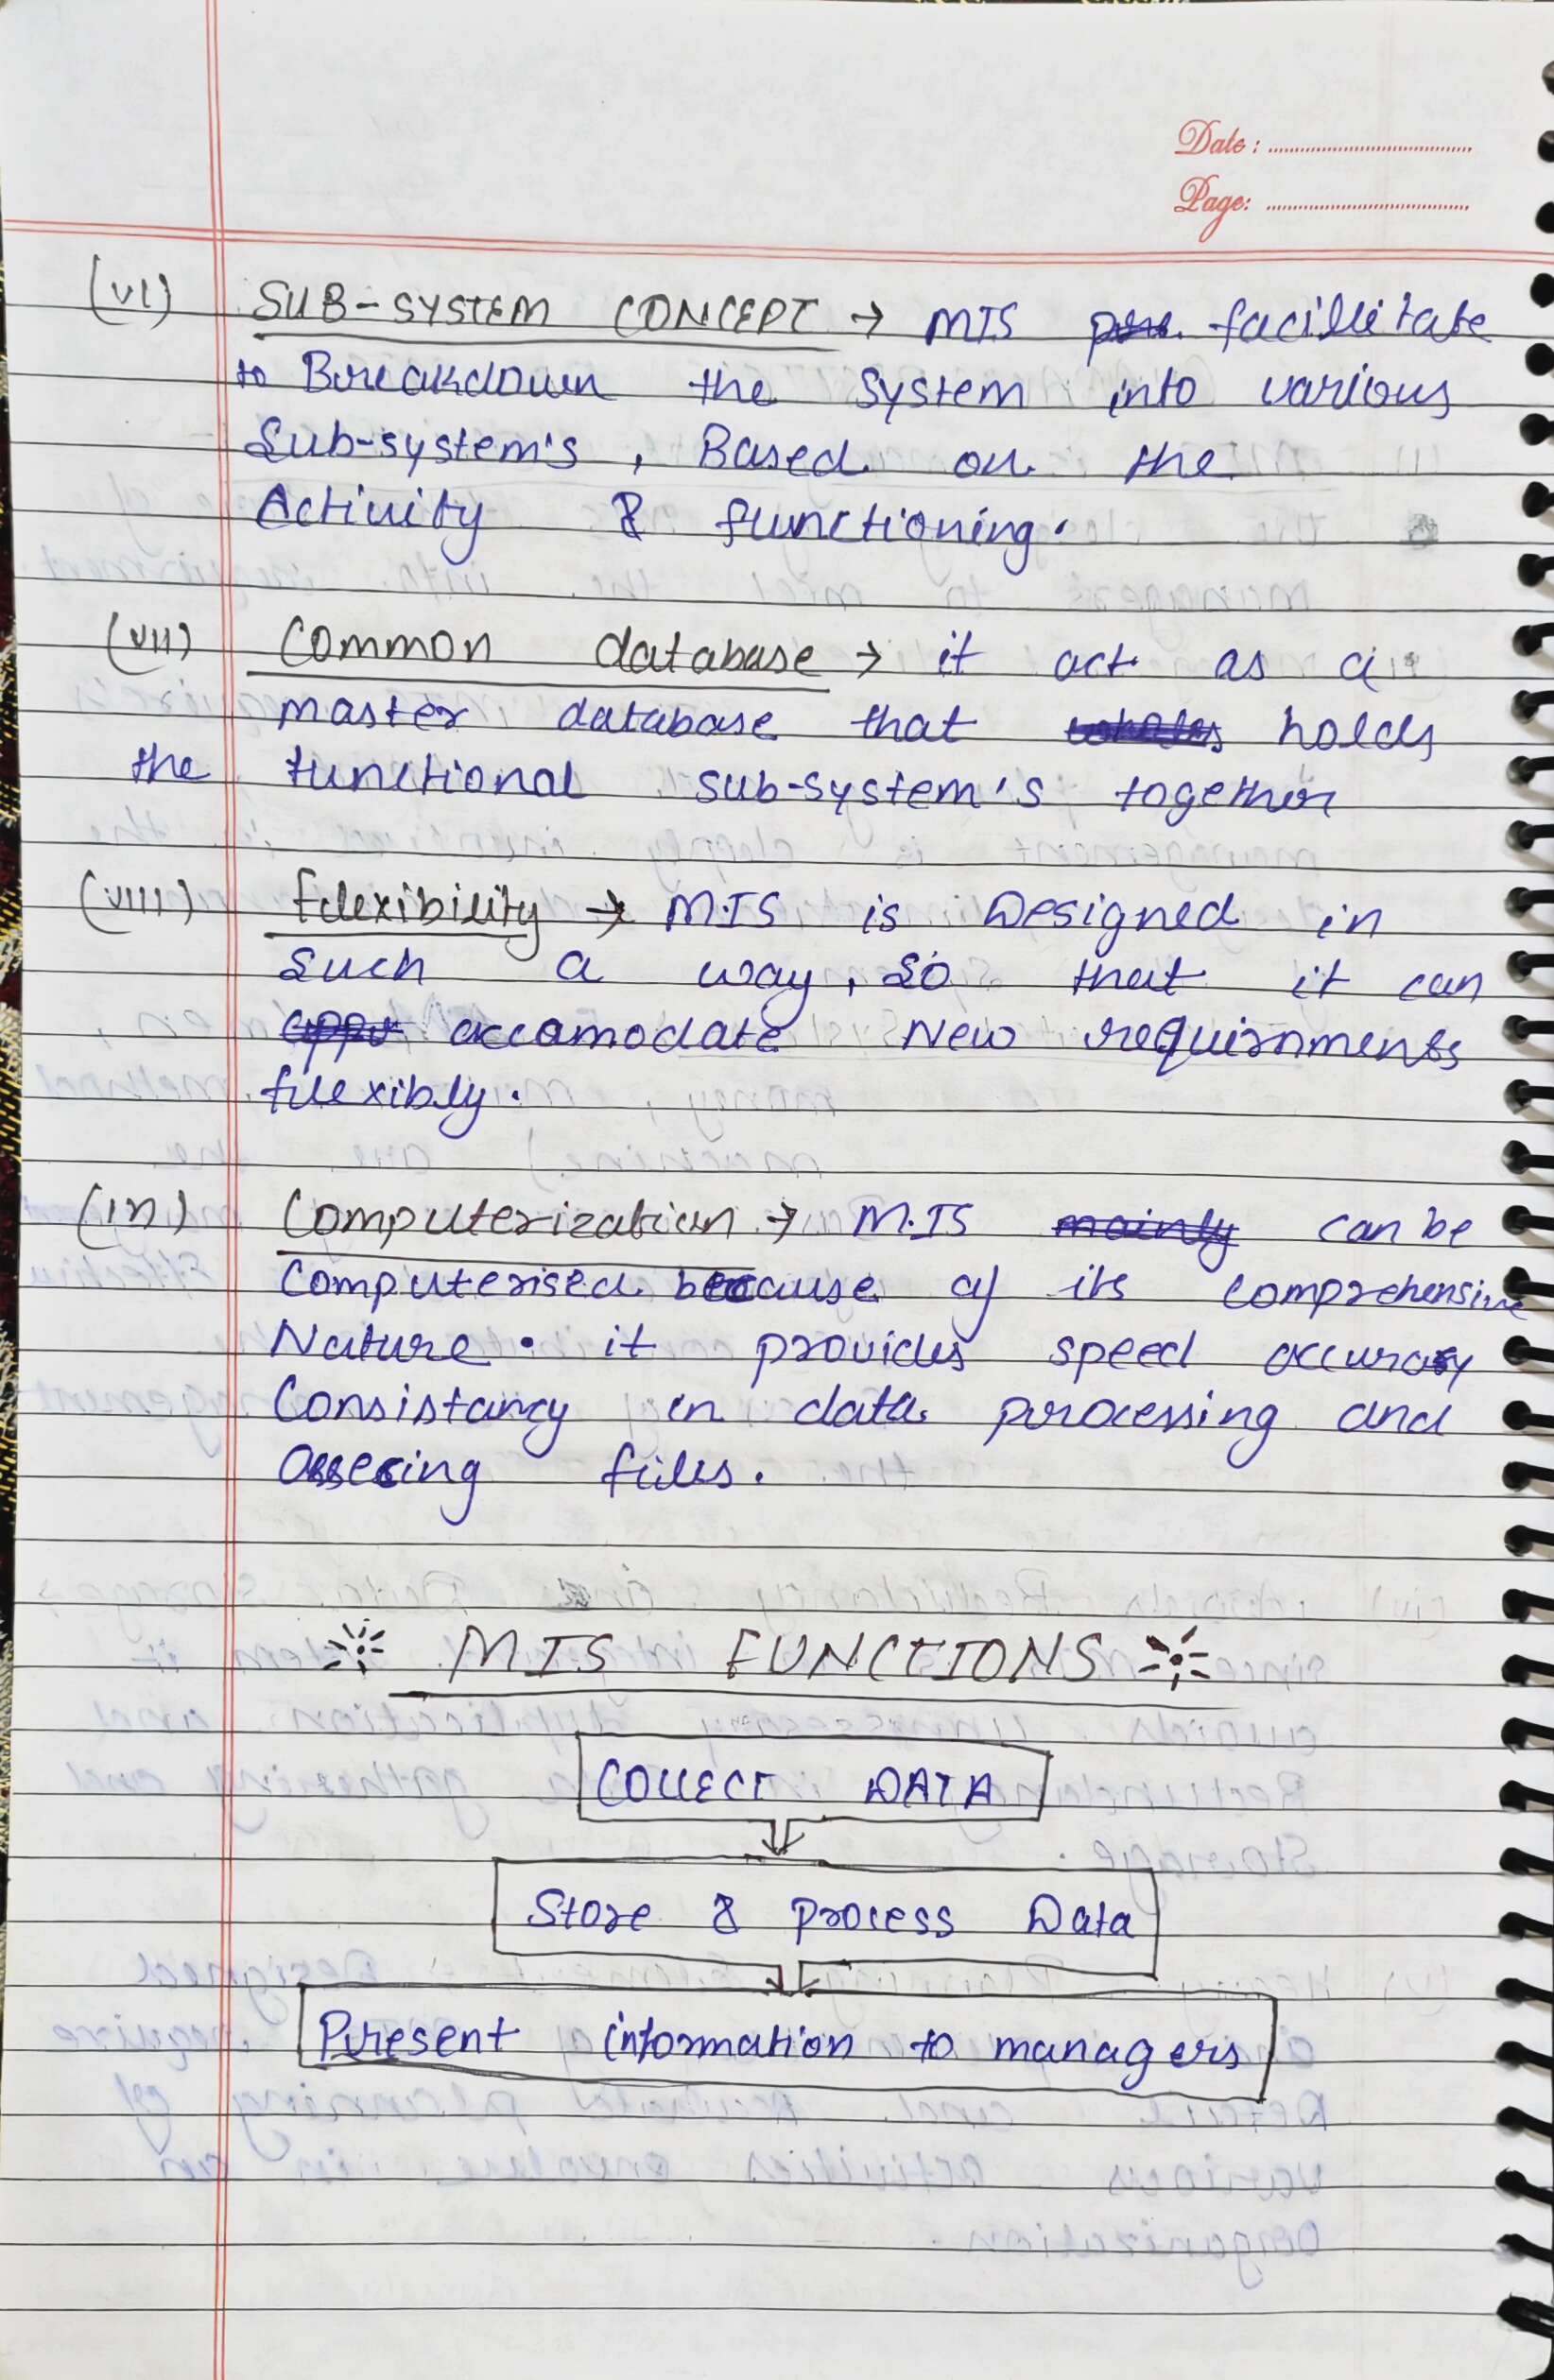 Date :
Page:
(vi) SUB-SYSTEM CONCEPT → MIS facillitate
to Breakdown the system into various
Sub-system's , Based on the
Activity & functioning.
(vii) Common database → it act as a
master database that holds
the functional sub-system's together
(viii) Flexibility → M.IS is Designed in
such a way, so that it can
accamodate New requirnments
flexibly.
(ix) Computerization → M.IS mainly can be
Computerised because of its comprehensive
Nature. it provides speed accuracy
Consistancy in data processing and
files.
MIS FUNCTIONS
COLLECT DATA
Store & process Data
Present information to managers